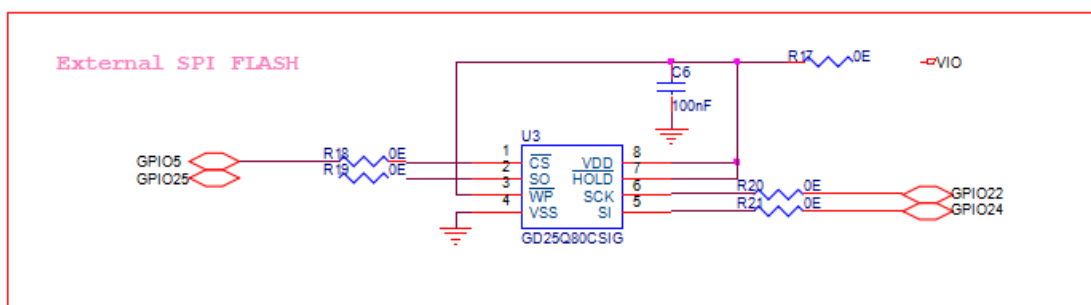 External SPI FLASH
R17 0E
VIO
C6
100nF
U3
GPIO5
R18 0E
1 CS
VDD 8
GPIO25
R19 0E
2 SO
HOLD 7
3 WP
SCK 6
R20 0E
GPIO22
4 VSS
SI 5
R21 0E
GPIO24
GD25Q80CSIG